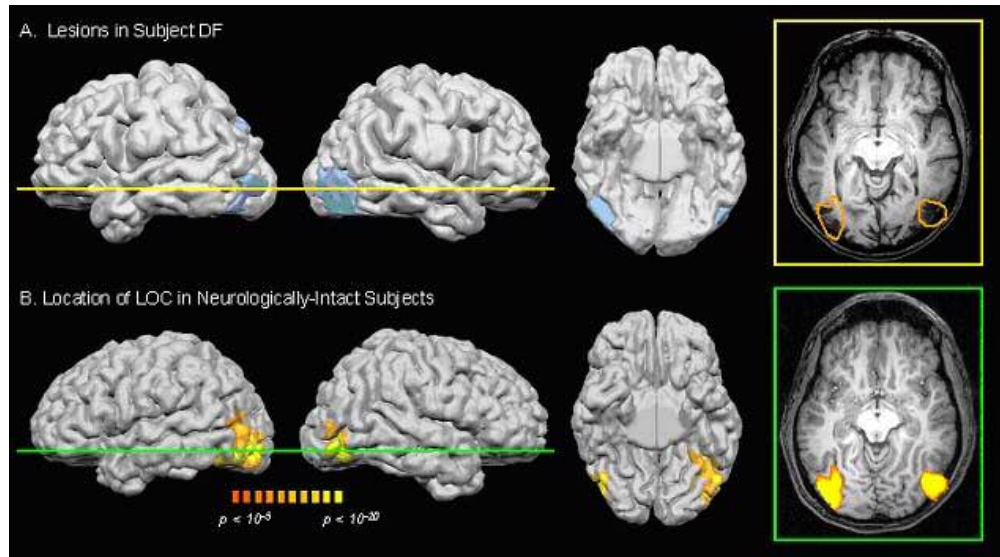 A. Lesions in Subject DF
B. Location of LOC in Neurologically-Intact Subjects
p < 10⁻⁵ p < 10⁻²⁰